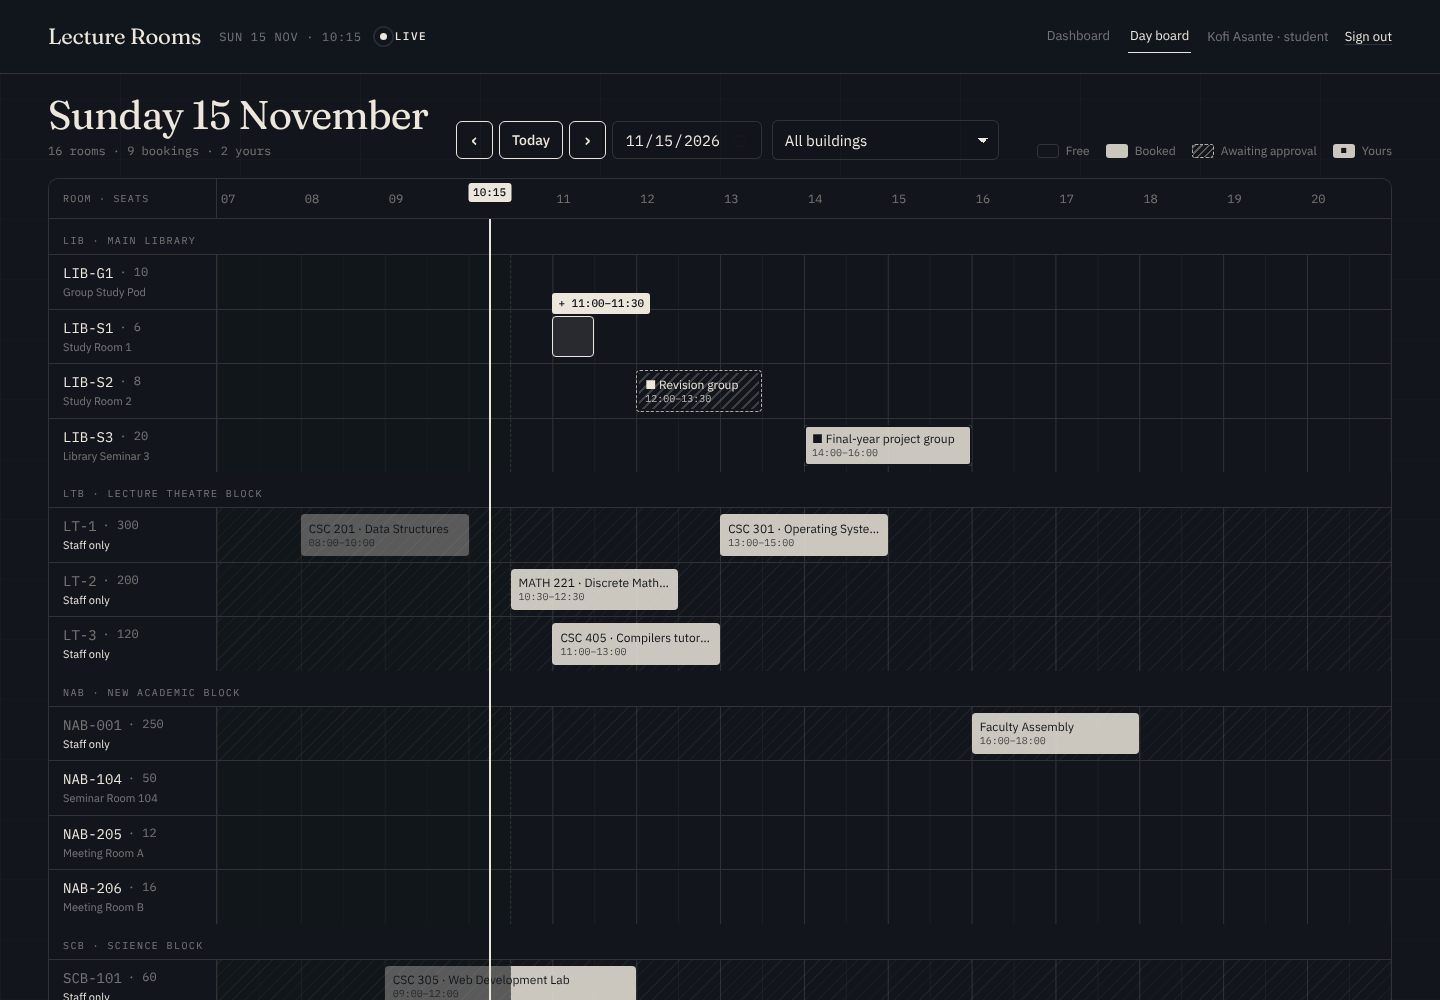 Lecture Rooms SUN 15 NOV · 10:15 LIVE Dashboard Day board Kofi Asante · student Sign out
Sunday 15 November
16 rooms · 9 bookings · 2 yours
‹ Today › 11/15/2026 All buildings
Free Booked Awaiting approval Yours
ROOM · SEATS 07 08 09 10:15 11 12 13 14 15 16 17 18 19 20
LIB · MAIN LIBRARY
LIB-G1 · 10
Group Study Pod
+ 11:00–11:30
LIB-S1 · 6
Study Room 1
LIB-S2 · 8
Study Room 2
Revision group
12:00–13:30
LIB-S3 · 20
Library Seminar 3
Final-year project group
14:00–16:00
LTB · LECTURE THEATRE BLOCK
LT-1 · 300
Staff only
CSC 201 · Data Structures
08:00–10:00
CSC 301 · Operating Syste…
13:00–15:00
LT-2 · 200
Staff only
MATH 221 · Discrete Math…
10:30–12:30
LT-3 · 120
Staff only
CSC 405 · Compilers tutor…
11:00–13:00
NAB · NEW ACADEMIC BLOCK
NAB-001 · 250
Staff only
Faculty Assembly
16:00–18:00
NAB-104 · 50
Seminar Room 104
NAB-205 · 12
Meeting Room A
NAB-206 · 16
Meeting Room B
SCB · SCIENCE BLOCK
SCB-101 · 60
Staff only
CSC 305 · Web Development Lab
09:00–12:00